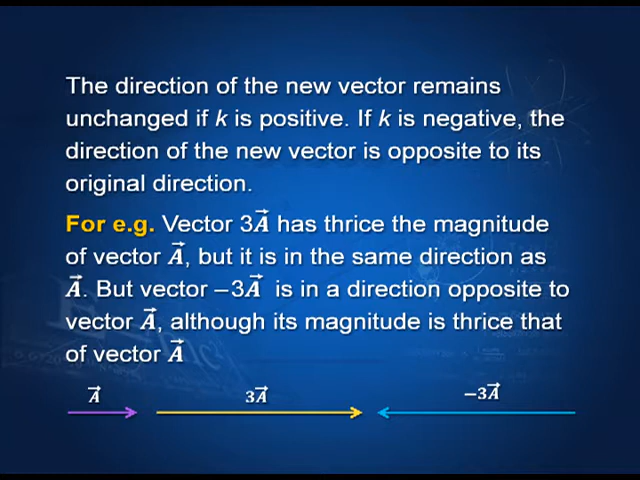 The direction of the new vector remains
unchanged if k is positive. If k is negative, the
direction of the new vector is opposite to its
original direction.
For e.g. Vector 3A⃗ has thrice the magnitude
of vector A⃗, but it is in the same direction as
A⃗. But vector –3A⃗ is in a direction opposite to
vector A⃗, although its magnitude is thrice that
of vector A⃗
A⃗ 3A⃗ –3A⃗